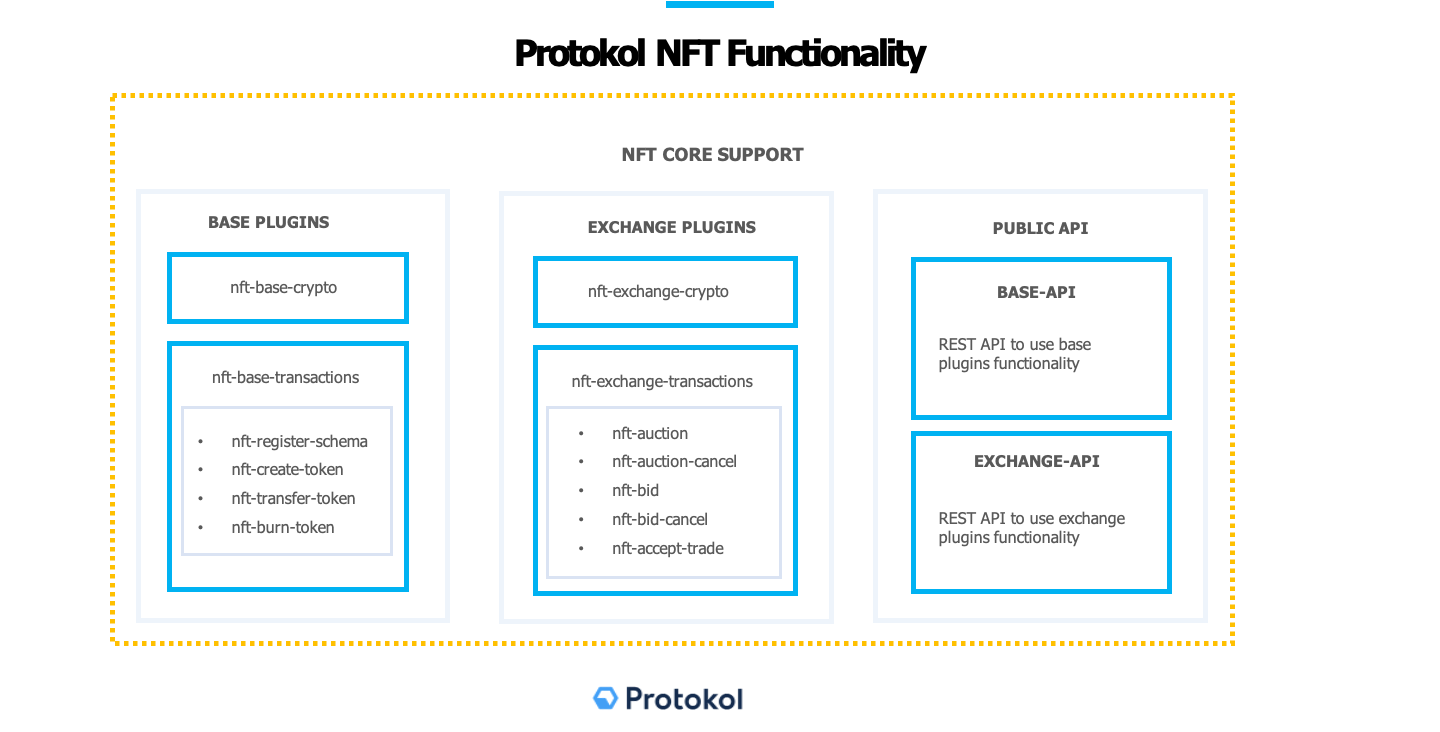 Protokol NFT Functionality
NFT CORE SUPPORT
BASE PLUGINS
nft-base-crypto
nft-base-transactions
• nft-register-schema
• nft-create-token
• nft-transfer-token
• nft-burn-token
EXCHANGE PLUGINS
nft-exchange-crypto
nft-exchange-transactions
• nft-auction
• nft-auction-cancel
• nft-bid
• nft-bid-cancel
• nft-accept-trade
PUBLIC API
BASE-API
REST API to use base
plugins functionality
EXCHANGE-API
REST API to use exchange
plugins functionality
Protokol